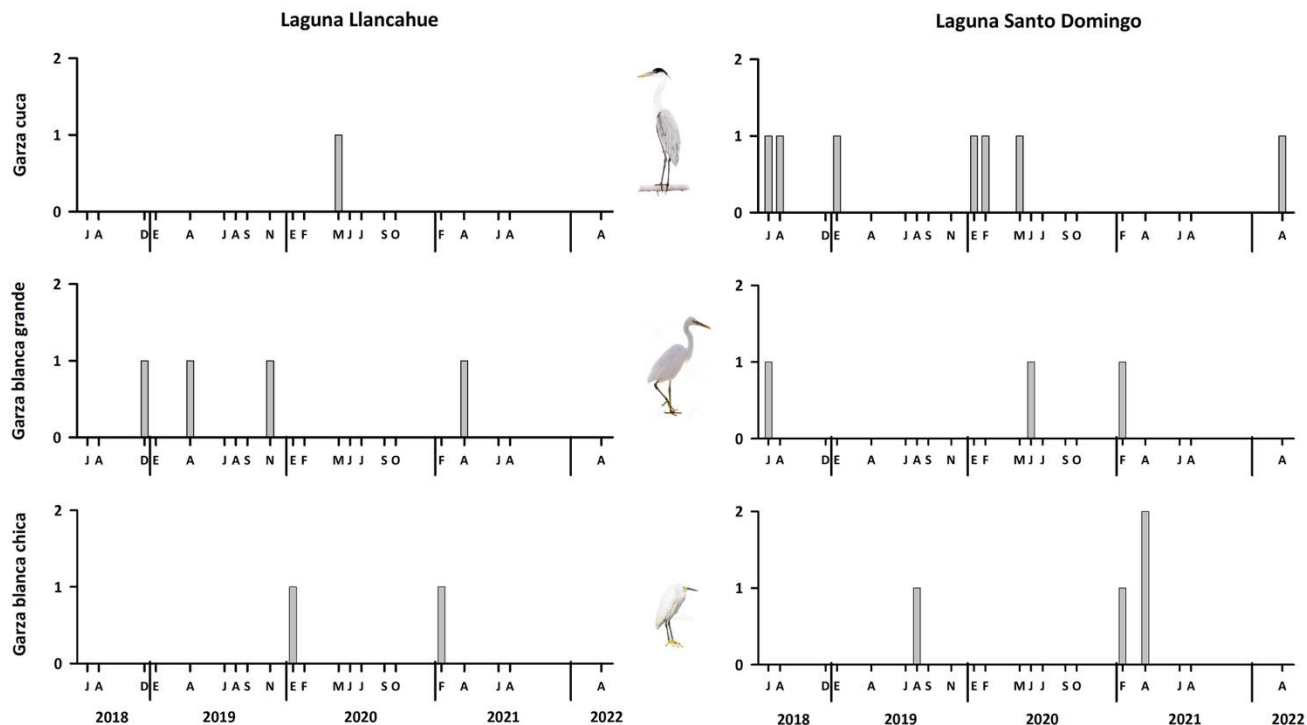 Laguna Llancahue
Laguna Santo Domingo
Garza cuca
2
1
0
J A D E A J A S N E F M J J S O F A J A A
2
1
0
J A D E A J A S N E F M J J S O F A J A A
Garza blanca grande
2
1
0
J A D E A J A S N E F M J J S O F A J A A
2
1
0
J A D E A J A S N E F M J J S O F A J A A
Garza blanca chica
2
1
0
J A D E A J A S N E F M J J S O F A J A A
2018 2019 2020 2021 2022
2
1
0
J A D E A J A S N E F M J J S O F A J A A
2018 2019 2020 2021 2022